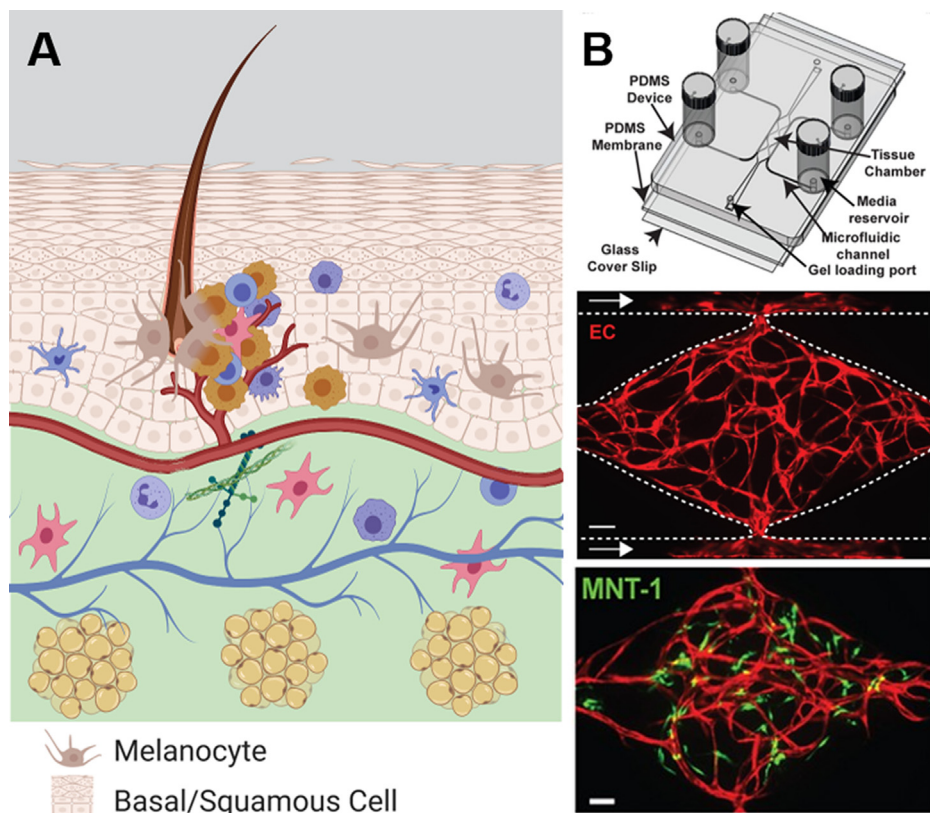 A
Melanocyte
Basal/Squamous Cell
B
PDMS
Device
PDMS
Membrane
Glass
Cover Slip
Tissue
Chamber
Media
reservoir
Microfluidic
channel
Gel loading port
EC
MNT-1